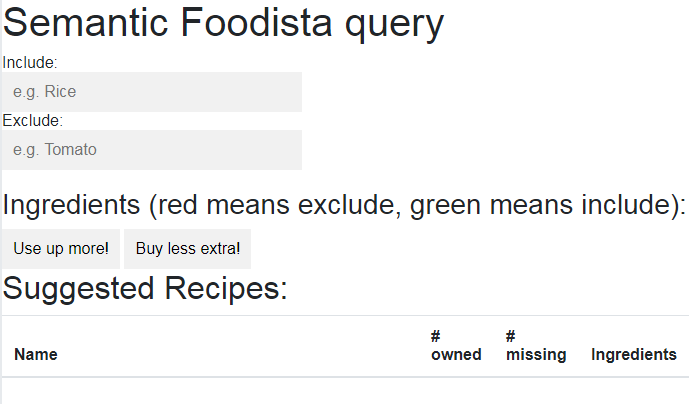 Semantic Foodista query
Include:
e.g. Rice
Exclude:
e.g. Tomato
Ingredients (red means exclude, green means include):
Use up more! Buy less extra!
Suggested Recipes:
Name # owned # missing Ingredients